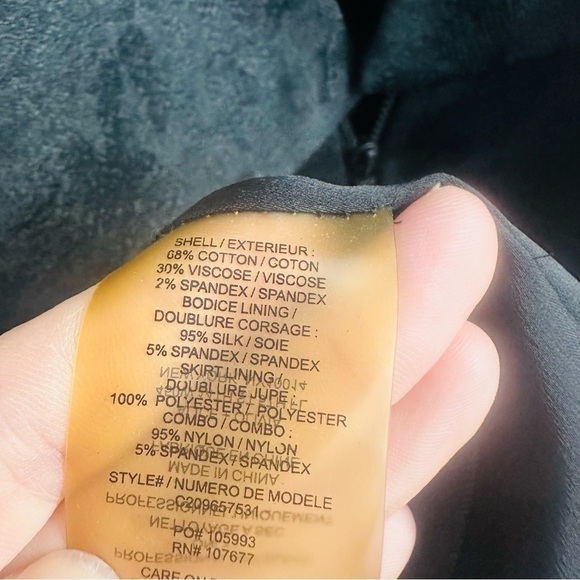 SHELL / EXTERIEUR :
68% COTTON / COTON
30% VISCOSE / VISCOSE
2% SPANDEX / SPANDEX
BODICE LINING /
DOUBLURE CORSAGE :
95% SILK / SOIE
5% SPANDEX / SPANDEX
SKIRT LINING /
DOUBLURE JUPE :
100% POLYESTER / POLYESTER
COMBO / COMBO :
95% NYLON / NYLON
5% SPANDEX / SPANDEX
MADE IN CHINA
STYLE# / NUMERO DE MODELE
C209657531
PO# 105993
RN# 107677
CARE ON